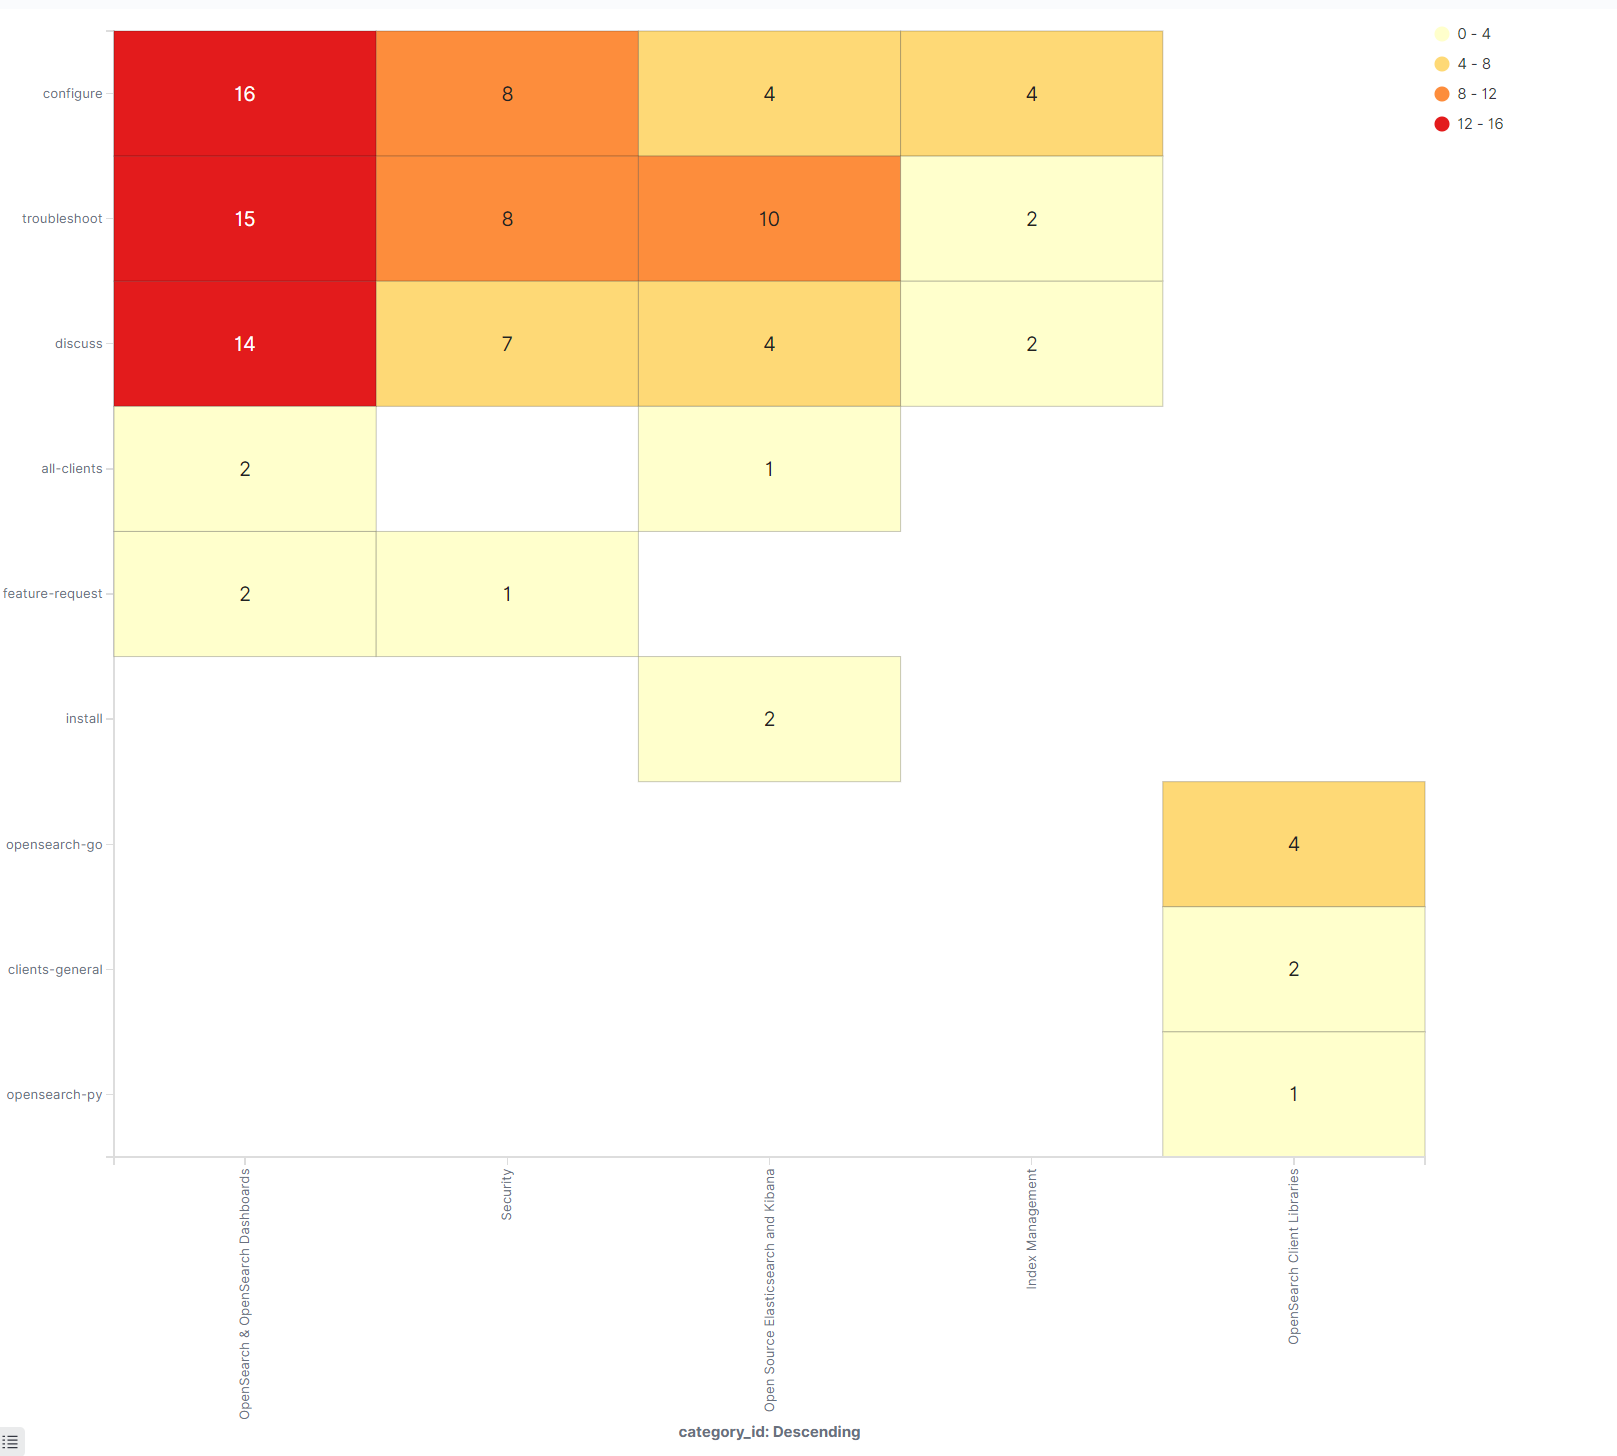 0 - 4
4 - 8
8 - 12
12 - 16
configure 16 8 4 4
troubleshoot 15 8 10 2
discuss 14 7 4 2
all-clients 2 1
feature-request 2 1
install 2
opensearch-go 4
clients-general 2
opensearch-py 1
OpenSearch & OpenSearch Dashboards
Security
Open Source Elasticsearch and Kibana
Index Management
OpenSearch Client Libraries
category_id: Descending